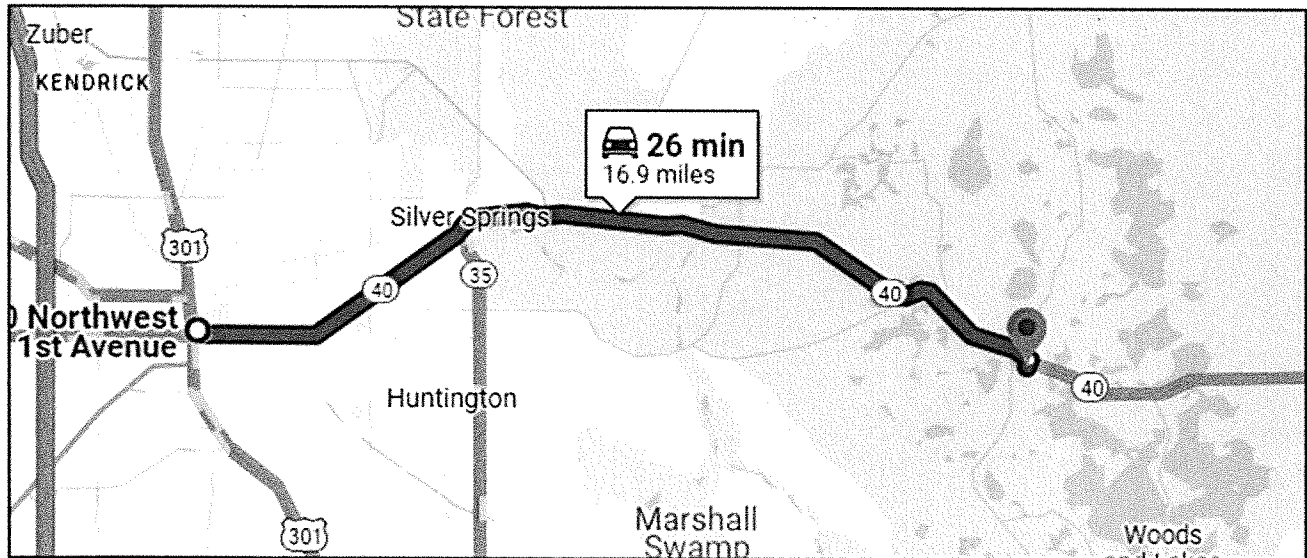 State Forest
Zuber
KENDRICK
26 min
16.9 miles
Silver Springs
301
35
40
40
0 Northwest
1st Avenue
40
Huntington
Marshall
Swamp
301
Woods